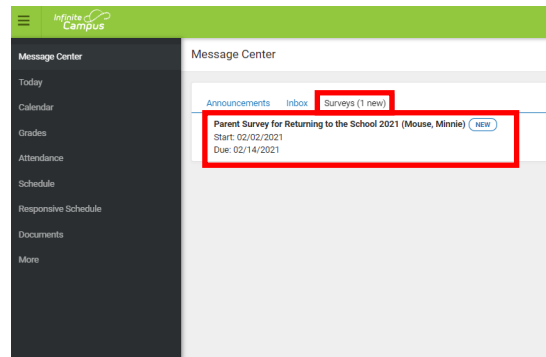 Infinite
Campus
Message Center
Today
Calendar
Grades
Attendance
Schedule
Responsive Schedule
Documents
More
Message Center
Announcements Inbox Surveys (1 new)
Parent Survey for Returning to the School 2021 (Mouse, Minnie) NEW
Start: 02/02/2021
Due: 02/14/2021